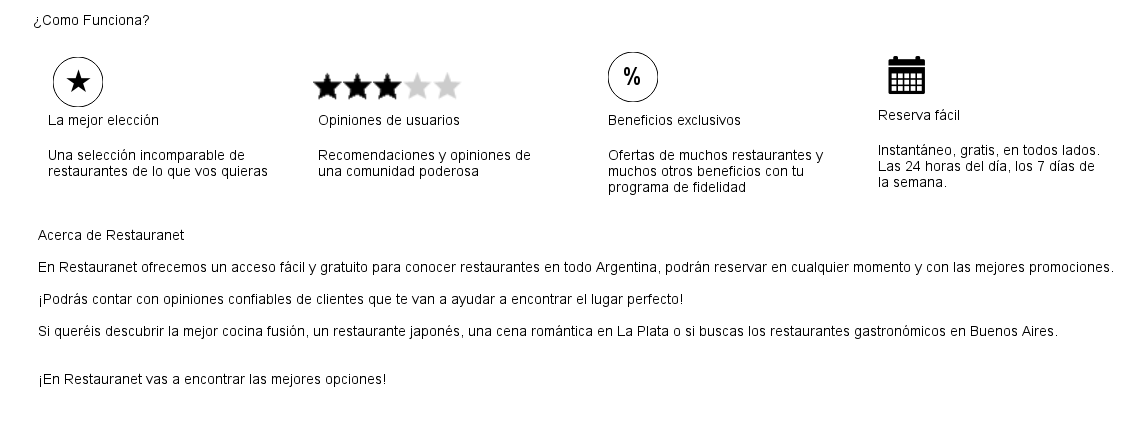 ¿Como Funciona?
%
La mejor elección
Una selección incomparable de
restaurantes de lo que vos quieras
Opiniones de usuarios
Recomendaciones y opiniones de
una comunidad poderosa
Beneficios exclusivos
Ofertas de muchos restaurantes y
muchos otros beneficios con tu
programa de fidelidad
Reserva fácil
Instantáneo, gratis, en todos lados.
Las 24 horas del día, los 7 días de
la semana.
Acerca de Restauranet
En Restauranet ofrecemos un acceso fácil y gratuito para conocer restaurantes en todo Argentina, podrán reservar en cualquier momento y con las mejores promociones.
¡Podrás contar con opiniones confiables de clientes que te van a ayudar a encontrar el lugar perfecto!
Si queréis descubrir la mejor cocina fusión, un restaurante japonés, una cena romántica en La Plata o si buscas los restaurantes gastronómicos en Buenos Aires.
¡En Restauranet vas a encontrar las mejores opciones!